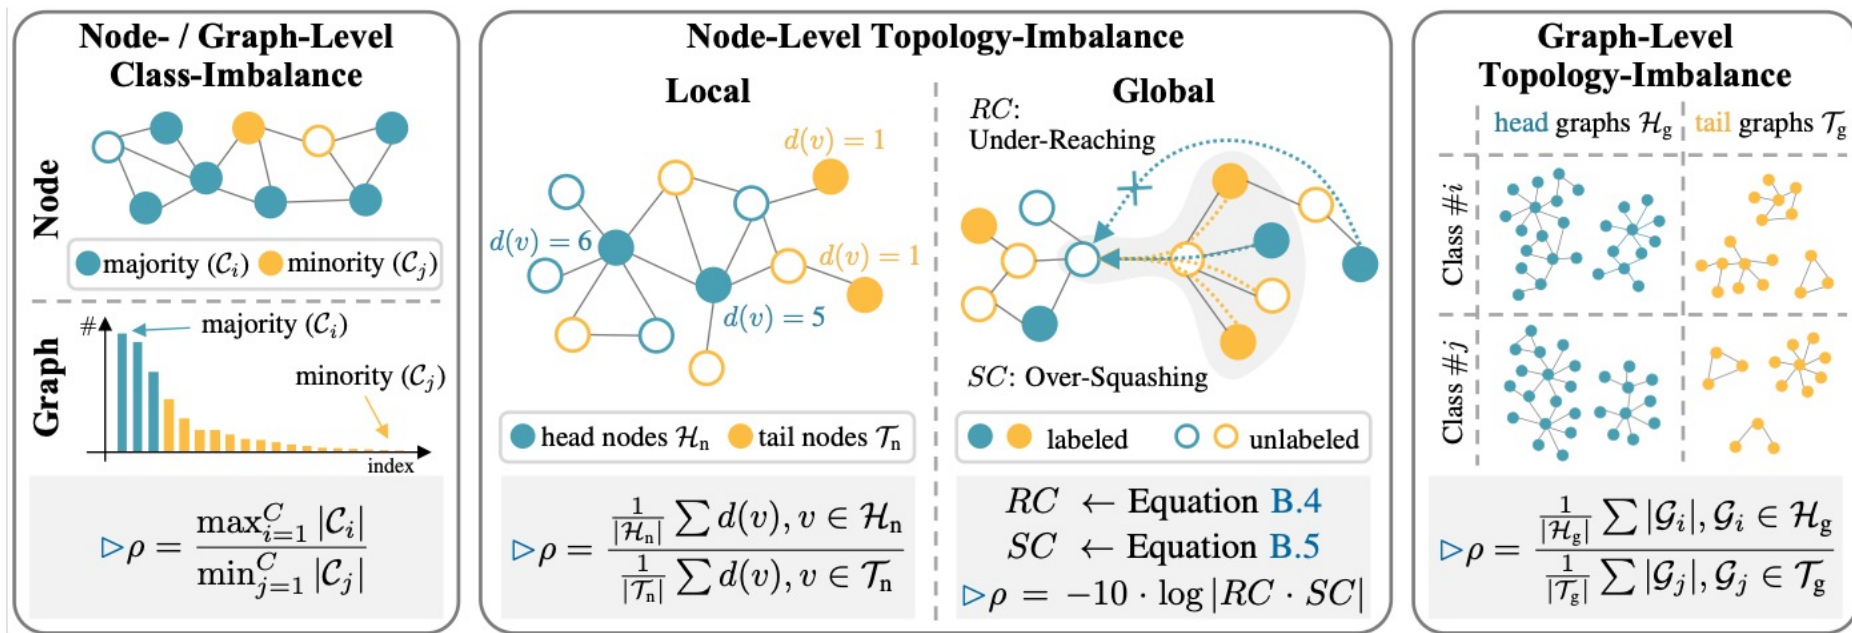 Node- / Graph-Level
Class-Imbalance
Node
majority (𝒞ᵢ)
minority (𝒞ⱼ)
Graph
#
majority (𝒞ᵢ)
minority (𝒞ⱼ)
index
▷ρ = max_{i=1}^{C} |𝒞ᵢ| / min_{j=1}^{C} |𝒞ⱼ|
Node-Level Topology-Imbalance
Local
d(v) = 1
d(v) = 6
d(v) = 1
d(v) = 5
head nodes ℋₙ
tail nodes 𝒯ₙ
▷ρ = (1/|ℋₙ| ∑ d(v), v ∈ ℋₙ) / (1/|𝒯ₙ| ∑ d(v), v ∈ 𝒯ₙ)
Global
RC:
Under-Reaching
SC: Over-Squashing
labeled
unlabeled
RC ← Equation B.4
SC ← Equation B.5
▷ρ = −10 · log |RC · SC|
Graph-Level
Topology-Imbalance
head graphs ℋ_g
tail graphs 𝒯_g
Class #i
Class #j
▷ρ = (1/|ℋ_g| ∑ |𝒢ᵢ|, 𝒢ᵢ ∈ ℋ_g) / (1/|𝒯_g| ∑ |𝒢ⱼ|, 𝒢ⱼ ∈ 𝒯_g)